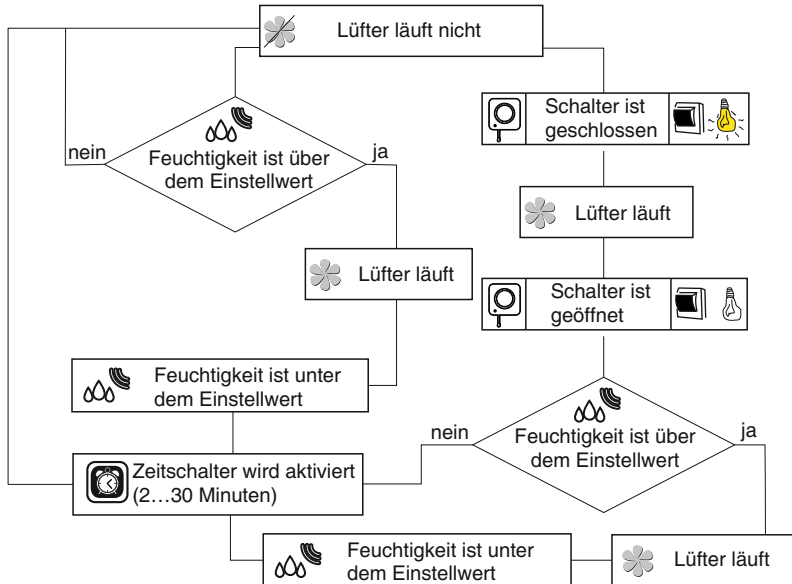 Lüfter läuft nicht
Schalter ist
geschlossen
nein
Feuchtigkeit ist über
dem Einstellwert
ja
Lüfter läuft
Lüfter läuft
Schalter ist
geöffnet
Feuchtigkeit ist unter
dem Einstellwert
nein
Feuchtigkeit ist über
dem Einstellwert
ja
Zeitschalter wird aktiviert
(2…30 Minuten)
Feuchtigkeit ist unter
dem Einstellwert
Lüfter läuft